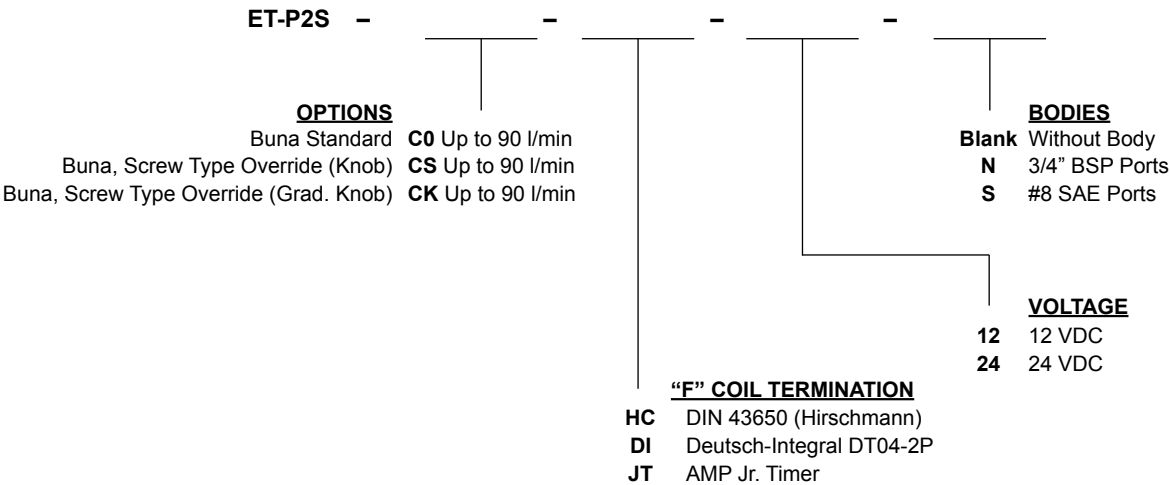 ET-P2S – – – –
OPTIONS
Buna Standard C0 Up to 90 l/min
Buna, Screw Type Override (Knob) CS Up to 90 l/min
Buna, Screw Type Override (Grad. Knob) CK Up to 90 l/min
BODIES
Blank Without Body
N 3/4” BSP Ports
S #8 SAE Ports
VOLTAGE
12 12 VDC
24 24 VDC
“F” COIL TERMINATION
HC DIN 43650 (Hirschmann)
DI Deutsch-Integral DT04-2P
JT AMP Jr. Timer